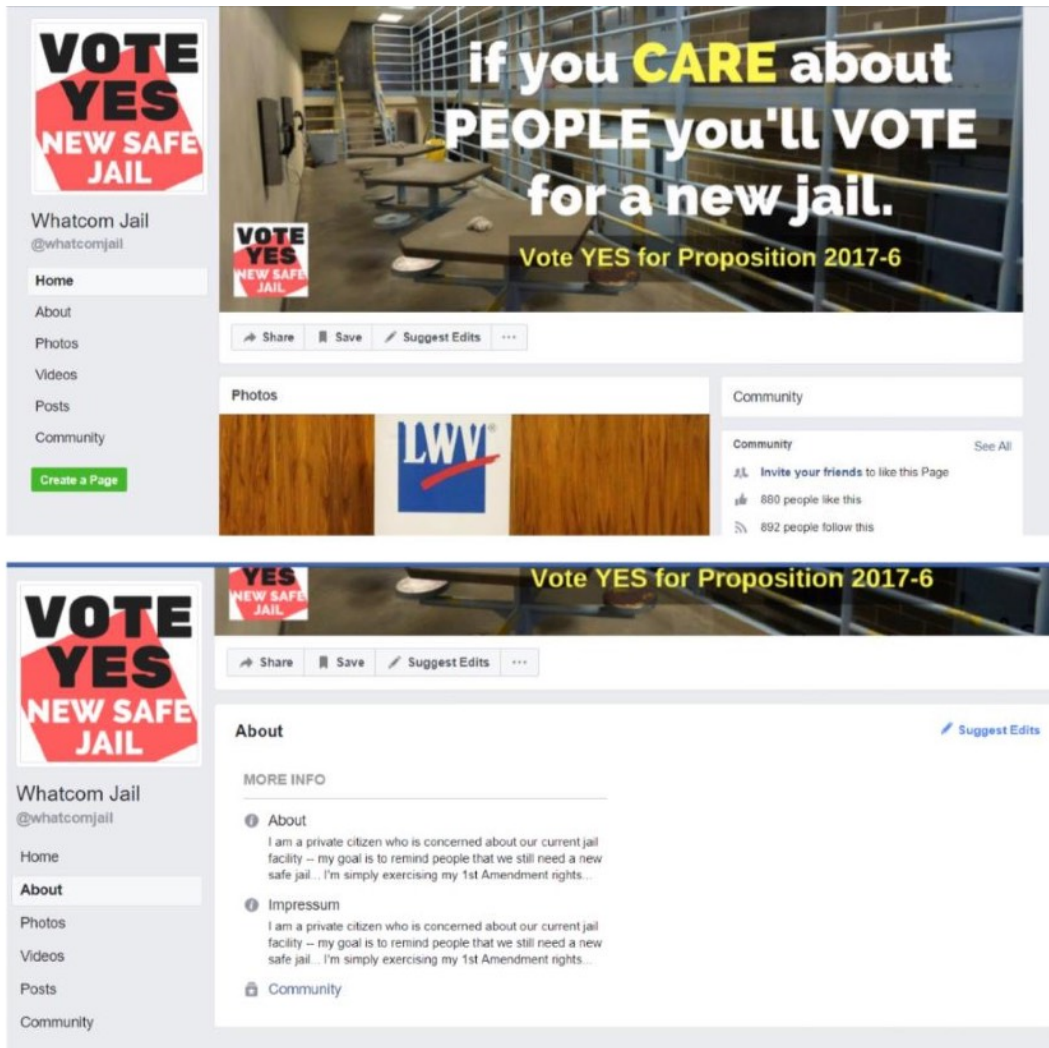 VOTE
YES
NEW SAFE
JAIL
Whatcom Jail
@whatcomjail
Home
About
Photos
Videos
Posts
Community
Create a Page
if you CARE about
PEOPLE you'll VOTE
for a new jail.
Vote YES for Proposition 2017-6
VOTE
YES
NEW SAFE
JAIL
Share Save Suggest Edits ...
Photos
LWV®
Community
Community See All
Invite your friends to like this Page
880 people like this
892 people follow this
VOTE
YES
NEW SAFE
JAIL
Whatcom Jail
@whatcomjail
Home
About
Photos
Videos
Posts
Community
YES
NEW SAFE
JAIL
Vote YES for Proposition 2017-6
Share Save Suggest Edits ...
About Suggest Edits
MORE INFO
About
I am a private citizen who is concerned about our current jail
facility -- my goal is to remind people that we still need a new
safe jail... I'm simply exercising my 1st Amendment rights...
Impressum
I am a private citizen who is concerned about our current jail
facility -- my goal is to remind people that we still need a new
safe jail... I'm simply exercising my 1st Amendment rights...
Community